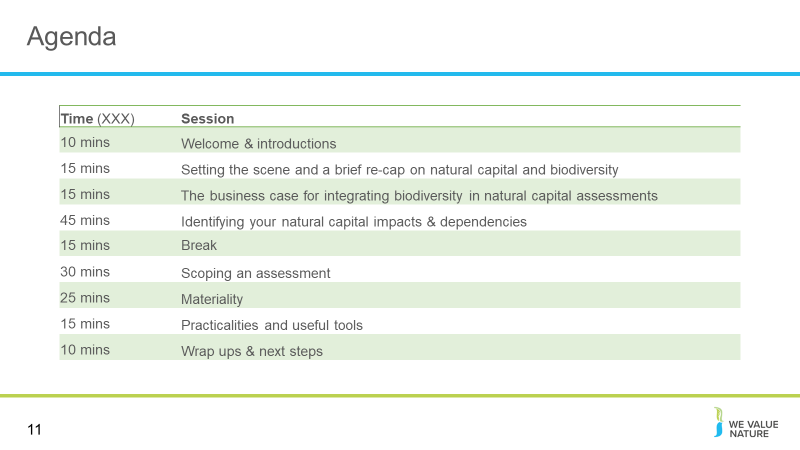 Agenda
Time (XXX) Session
10 mins Welcome & introductions
15 mins Setting the scene and a brief re-cap on natural capital and biodiversity
15 mins The business case for integrating biodiversity in natural capital assessments
45 mins Identifying your natural capital impacts & dependencies
15 mins Break
30 mins Scoping an assessment
25 mins Materiality
15 mins Practicalities and useful tools
10 mins Wrap ups & next steps
11
WE VALUE
NATURE